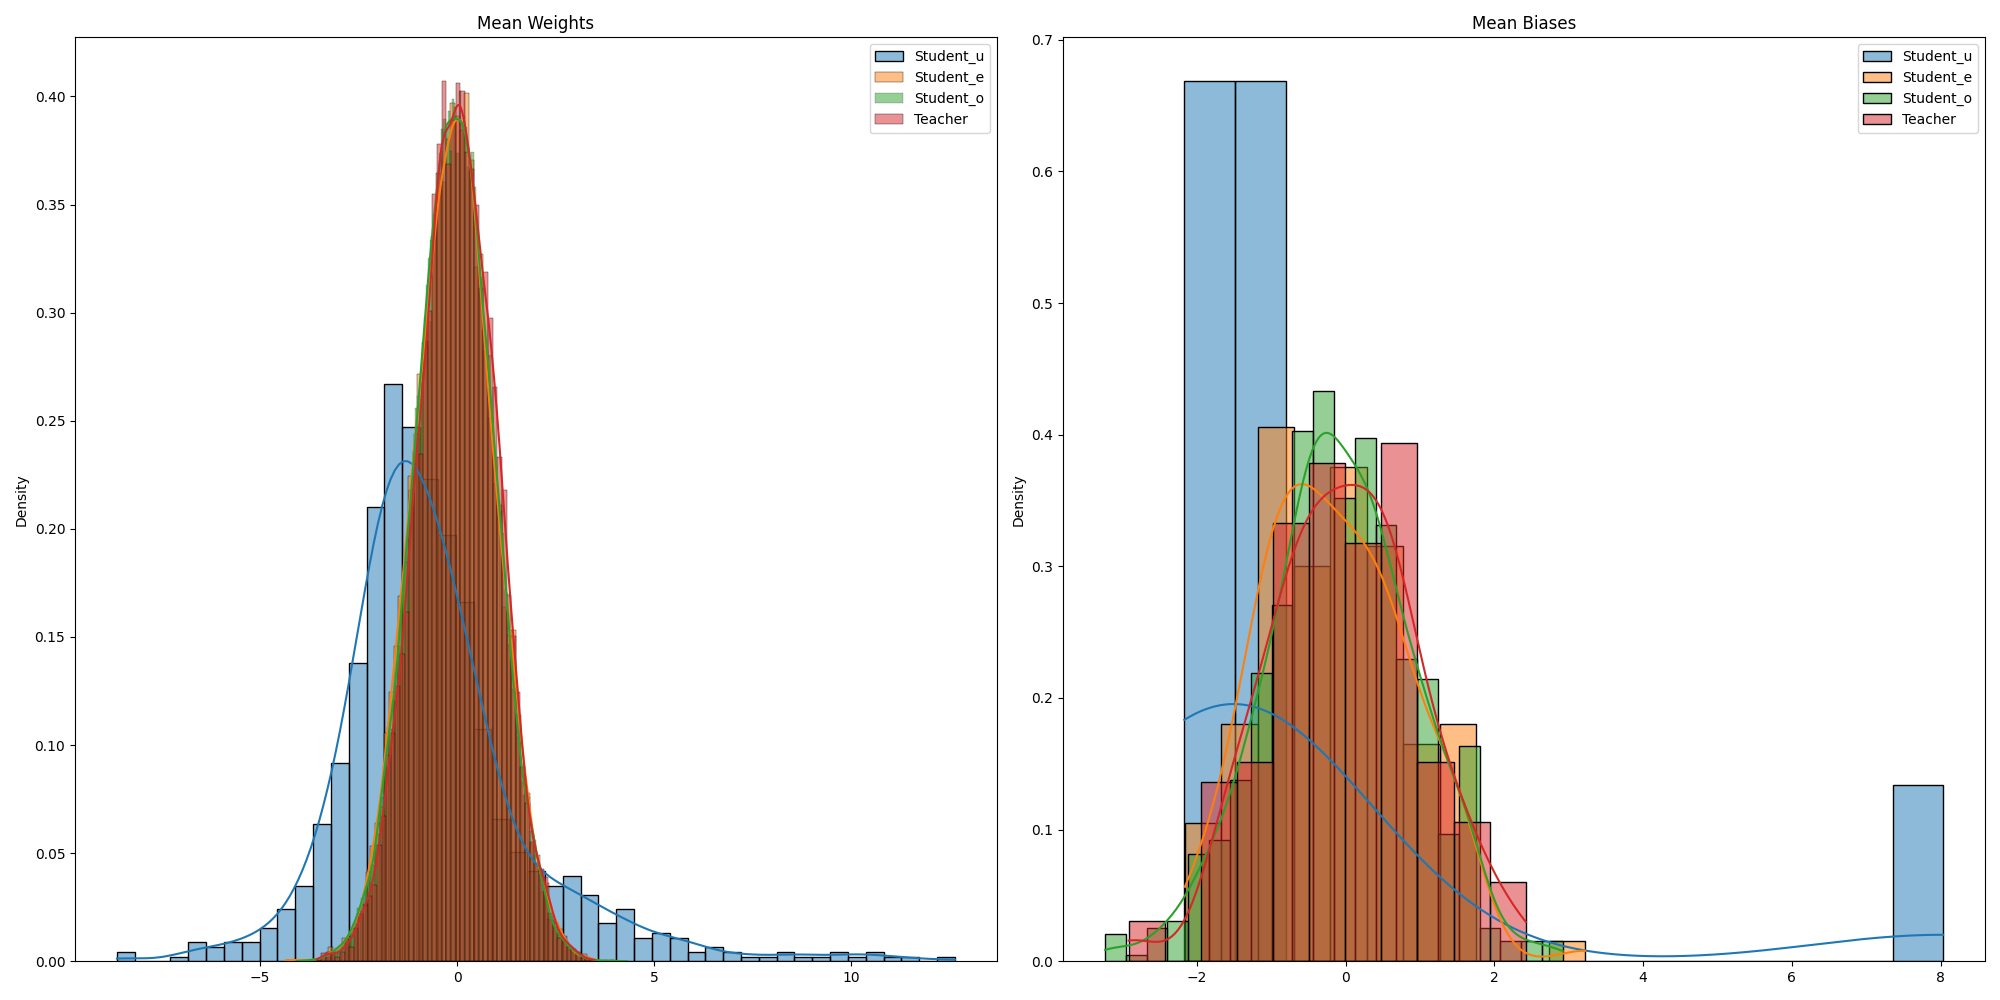 Mean Weights
Density
0.40
0.35
0.30
0.25
0.20
0.15
0.10
0.05
0.00
−5
0
5
10
Student_u
Student_e
Student_o
Teacher
Mean Biases
Density
0.7
0.6
0.5
0.4
0.3
0.2
0.1
0.0
−2
0
2
4
6
8
Student_u
Student_e
Student_o
Teacher